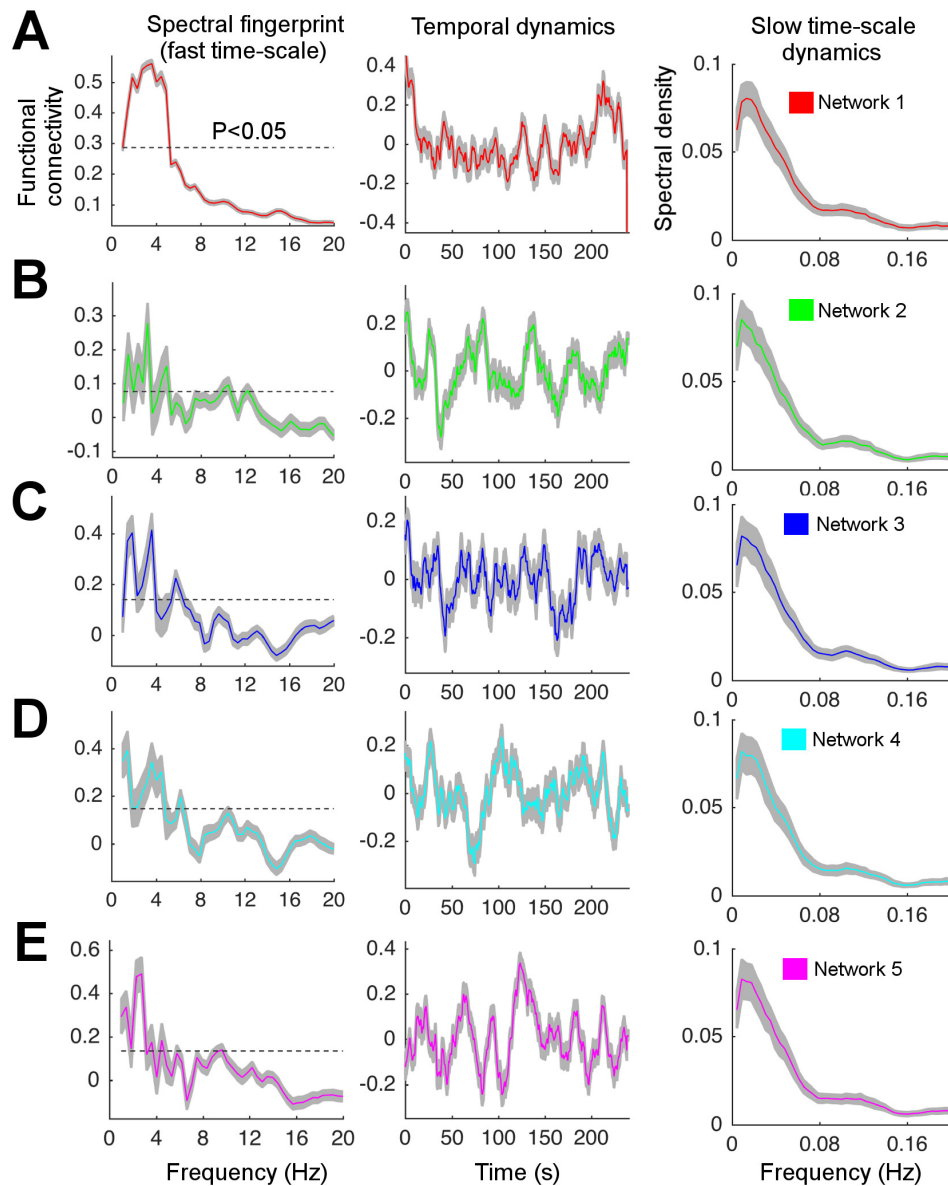 A
Spectral fingerprint
(fast time-scale)
Temporal dynamics
Slow time-scale
dynamics
Functional
connectivity
0.5
0.4
0.3
0.2
0.1
P<0.05
0 4 8 12 16 20
0.4
0.2
0
-0.2
-0.4
0 50 100 150 200
Spectral density
0.1
0.05
0
Network 1
0 0.08 0.16
B
0.3
0.2
0.1
0
-0.1
0 4 8 12 16 20
0.2
0
-0.2
0 50 100 150 200
0.1
0.05
0
Network 2
0 0.08 0.16
C
0.4
0.2
0
0 4 8 12 16 20
0.2
0
-0.2
0 50 100 150 200
0.1
0.05
0
Network 3
0 0.08 0.16
D
0.4
0.2
0
0 4 8 12 16 20
0.2
0
-0.2
0 50 100 150 200
0.1
0.05
0
Network 4
0 0.08 0.16
E
0.6
0.4
0.2
0
0 4 8 12 16 20
Frequency (Hz)
0.4
0.2
0
-0.2
0 50 100 150 200
Time (s)
0.1
0.05
0
Network 5
0 0.08 0.16
Frequency (Hz)